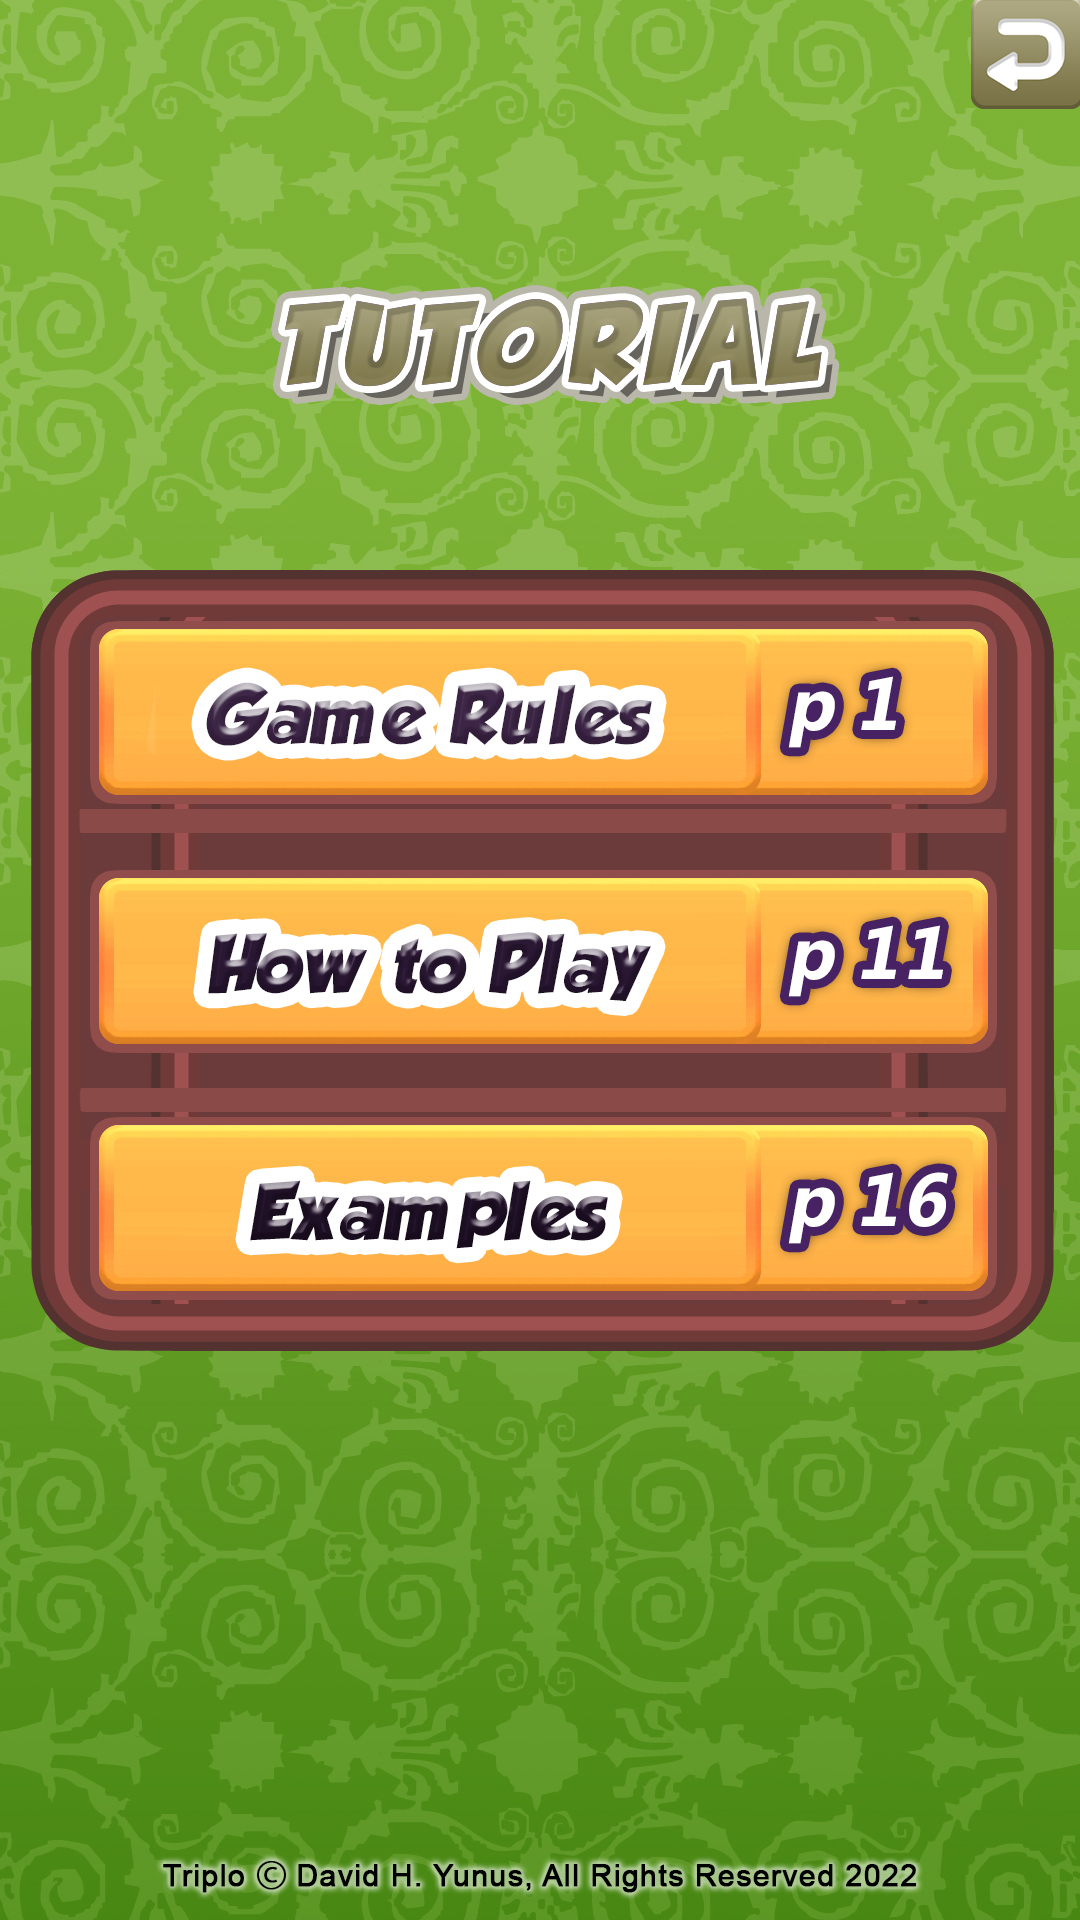 TUTORIAL
Game Rules p 1
How to Play p 11
Examples p 16
Triplo © David H. Yunus, All Rights Reserved 2022